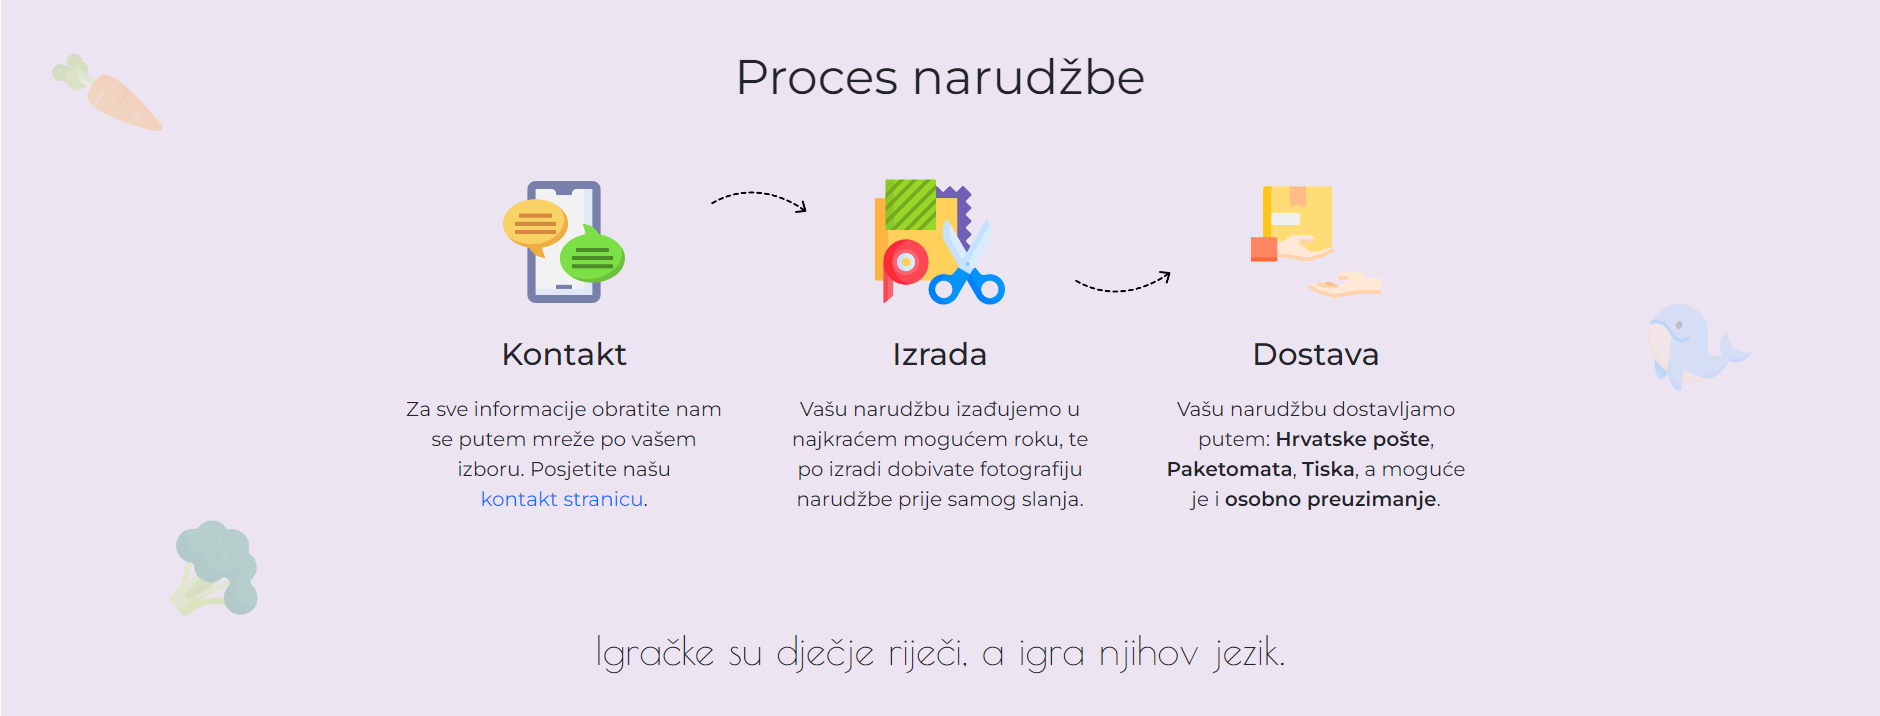 Proces narudžbe
Kontakt
Za sve informacije obratite nam
se putem mreže po vašem
izboru. Posjetite našu
kontakt stranicu.
Izrada
Vašu narudžbu izađujemo u
najkraćem mogućem roku, te
po izradi dobivate fotografiju
narudžbe prije samog slanja.
Dostava
Vašu narudžbu dostavljamo
putem: Hrvatske pošte,
Paketomata, Tiska, a moguće
je i osobno preuzimanje.
Igračke su dječje riječi, a igra njihov jezik.